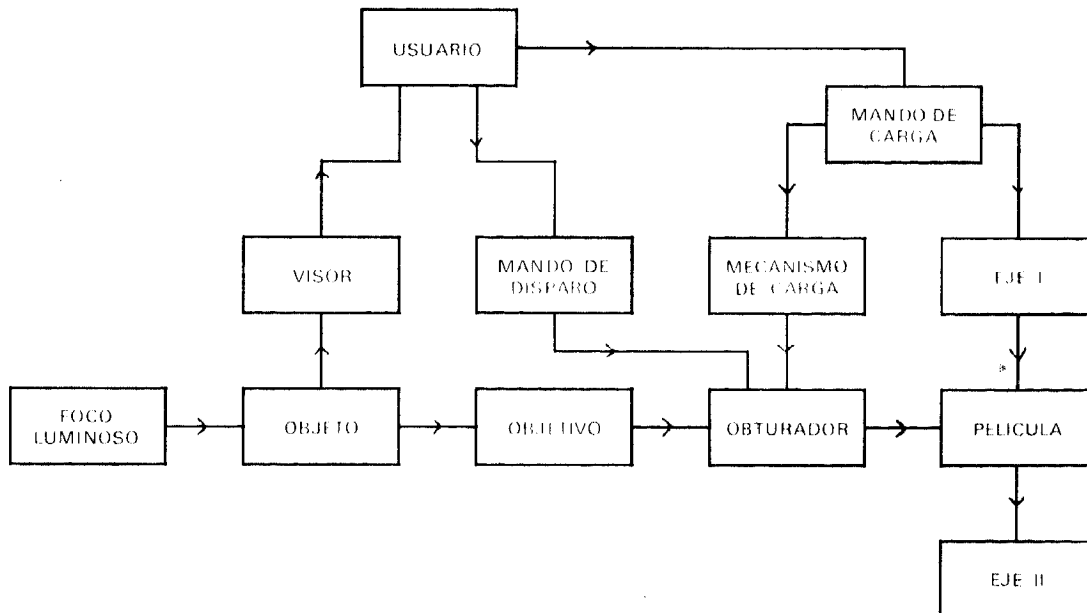 USUARIO
MANDO DE
CARGA
VISOR
MANDO DE
DISPARO
MECANISMO
DE CARGA
EJE I
FOCO
LUMINOSO
OBJETO
OBJETIVO
OBTURADOR
PELICULA
EJE II